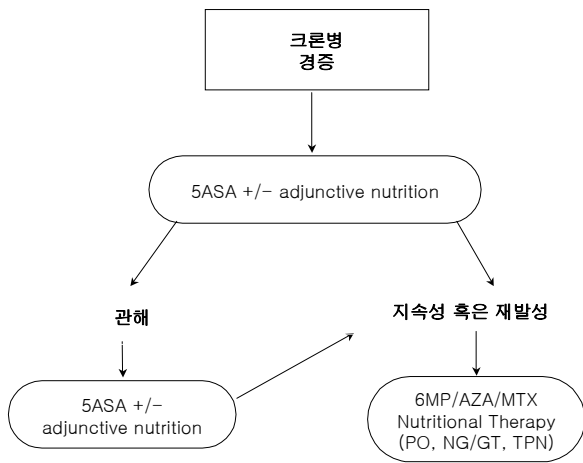 크론병
경증
5ASA +/- adjunctive nutrition
관해
지속성 혹은 재발성
5ASA +/-
adjunctive nutrition
6MP/AZA/MTX
Nutritional Therapy
(PO, NG/GT, TPN)